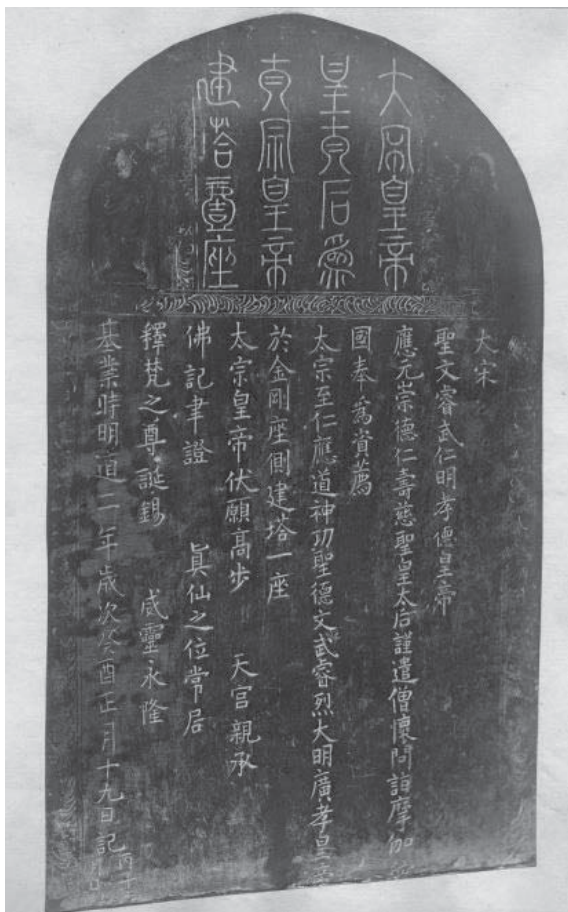 大宋皇帝
皇太后爲
太宗皇帝
建塔壹座
大宋
聖文睿武仁明孝德皇帝
應元崇德仁壽慈聖皇太后謹遣僧懷問詣摩伽
國奉爲資薦
太宗至仁應道神功聖德文武睿烈大明廣孝皇帝
於金剛座側建塔一座
太宗皇帝伏願高步 天宮親承
佛記聿證 眞仙之位常居
釋梵之尊誕錫 威靈永隆
基業時明道二年歲次癸酉正月十九日記